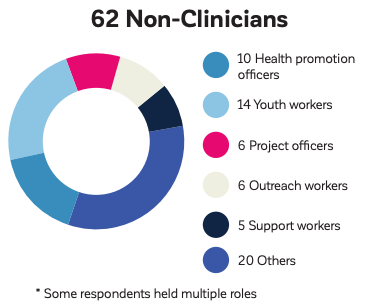 62 Non-Clinicians
10 Health promotion
officers
14 Youth workers
6 Project officers
6 Outreach workers
5 Support workers
20 Others
* Some respondents held multiple roles